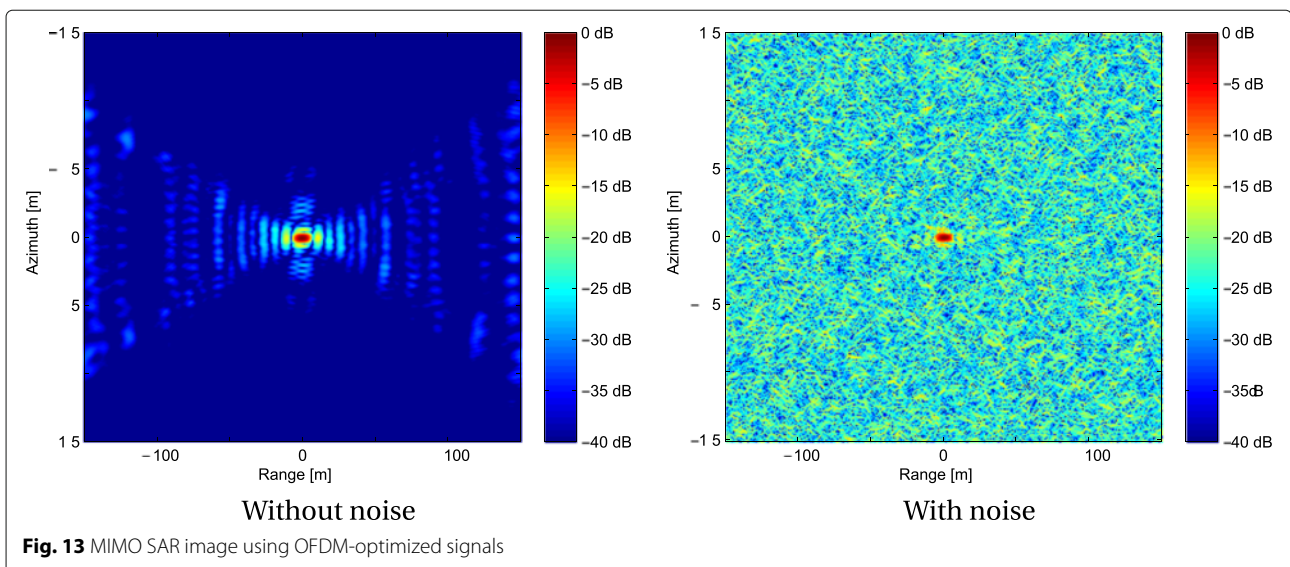 −1 5
5
0
5
1 5
Azimuth [m]
−100
0
100
Range [m]
0 dB
−5 dB
−10 dB
−15 dB
−20 dB
−25 dB
−30 dB
−35 dB
−40 dB
Without noise
1 5
5
0
− 5
−1 5
Azimuth [m]
−100
0
100
Range [m]
0 dB
−5 dB
−10 dB
−15 dB
−20 dB
−25 dB
−30 dB
−35dB
−40 dB
With noise
Fig. 13 MIMO SAR image using OFDM-optimized signals